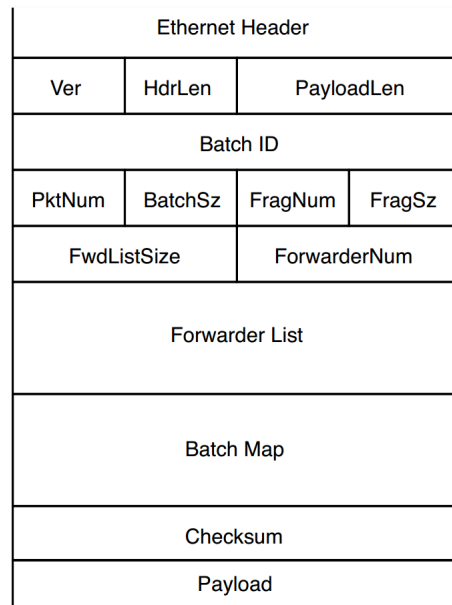 Ethernet Header
Ver HdrLen PayloadLen
Batch ID
PktNum BatchSz FragNum FragSz
FwdListSize ForwarderNum
Forwarder List
Batch Map
Checksum
Payload